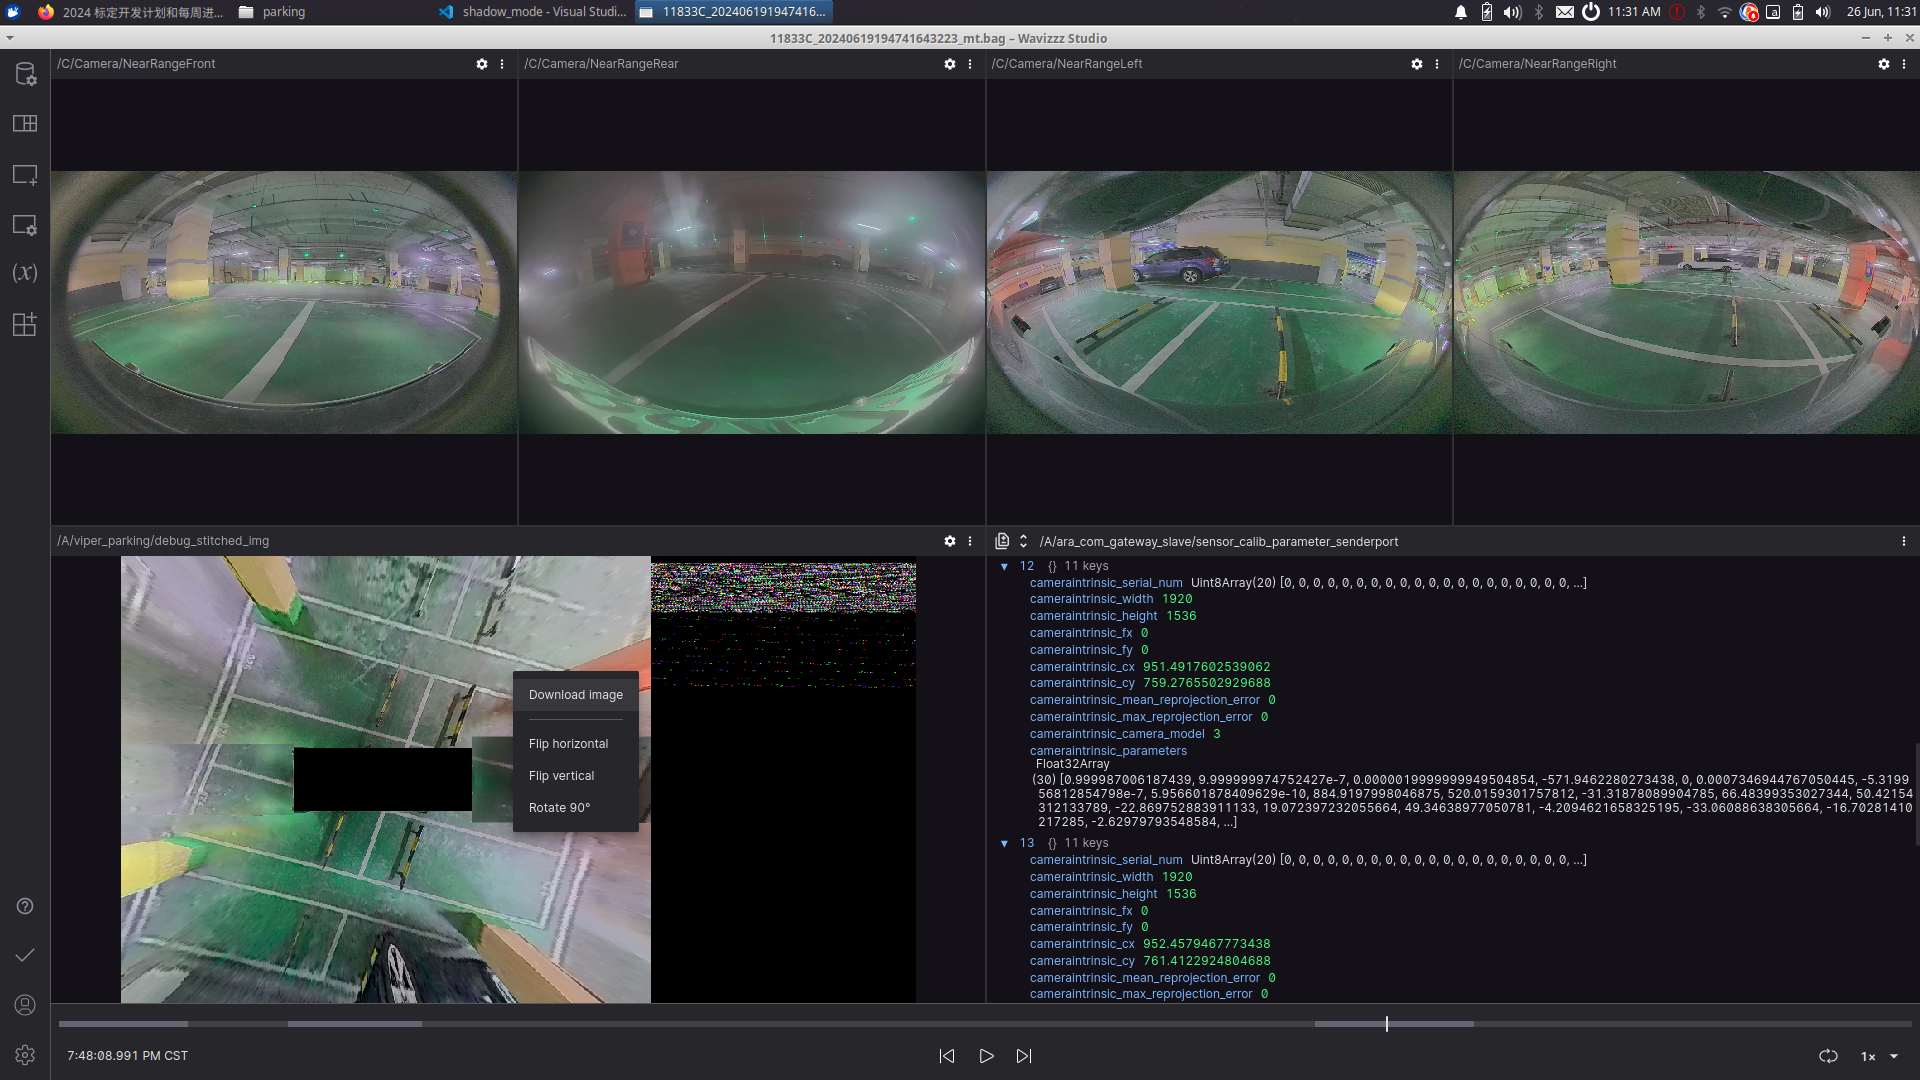 2024 标定开发计划和每周进...
parking
shadow_mode - Visual Studi...
11833C_202406191947416...
11:31 AM
26 Jun, 11:31
11833C_20240619194741643223_mt.bag – Wavizzz Studio
/C/Camera/NearRangeFront
/C/Camera/NearRangeRear
/C/Camera/NearRangeLeft
/C/Camera/NearRangeRight
/A/viper_parking/debug_stitched_img
Download image
Flip horizontal
Flip vertical
Rotate 90°
/A/ara_com_gateway_slave/sensor_calib_parameter_senderport
12 {} 11 keys
cameraintrinsic_serial_num Uint8Array(20) [0, 0, 0, 0, 0, 0, 0, 0, 0, 0, 0, 0, 0, 0, 0, 0, 0, 0, 0, 0, ...]
cameraintrinsic_width 1920
cameraintrinsic_height 1536
cameraintrinsic_fx 0
cameraintrinsic_fy 0
cameraintrinsic_cx 951.4917602539062
cameraintrinsic_cy 759.2765502929688
cameraintrinsic_mean_reprojection_error 0
cameraintrinsic_max_reprojection_error 0
cameraintrinsic_camera_model 3
cameraintrinsic_parameters
Float32Array
(30) [0.999987006187439, 9.999999974752427e-7, 0.0000019999999949504854, -571.9462280273438, 0, 0.0007346944767050445, -5.3199
56812854798e-7, 5.956601878409629e-10, 884.9197998046875, 520.0159301757812, -31.31878089904785, 66.48399353027344, 50.42154
312133789, -22.869752883911133, 19.072397232055664, 49.34638977050781, -4.2094621658325195, -33.06088638305664, -16.70281410
217285, -2.62979793548584, ...]
13 {} 11 keys
cameraintrinsic_serial_num Uint8Array(20) [0, 0, 0, 0, 0, 0, 0, 0, 0, 0, 0, 0, 0, 0, 0, 0, 0, 0, 0, 0, ...]
cameraintrinsic_width 1920
cameraintrinsic_height 1536
cameraintrinsic_fx 0
cameraintrinsic_fy 0
cameraintrinsic_cx 952.4579467773438
cameraintrinsic_cy 761.4122924804688
cameraintrinsic_mean_reprojection_error 0
cameraintrinsic_max_reprojection_error 0
7:48:08.991 PM CST
1×